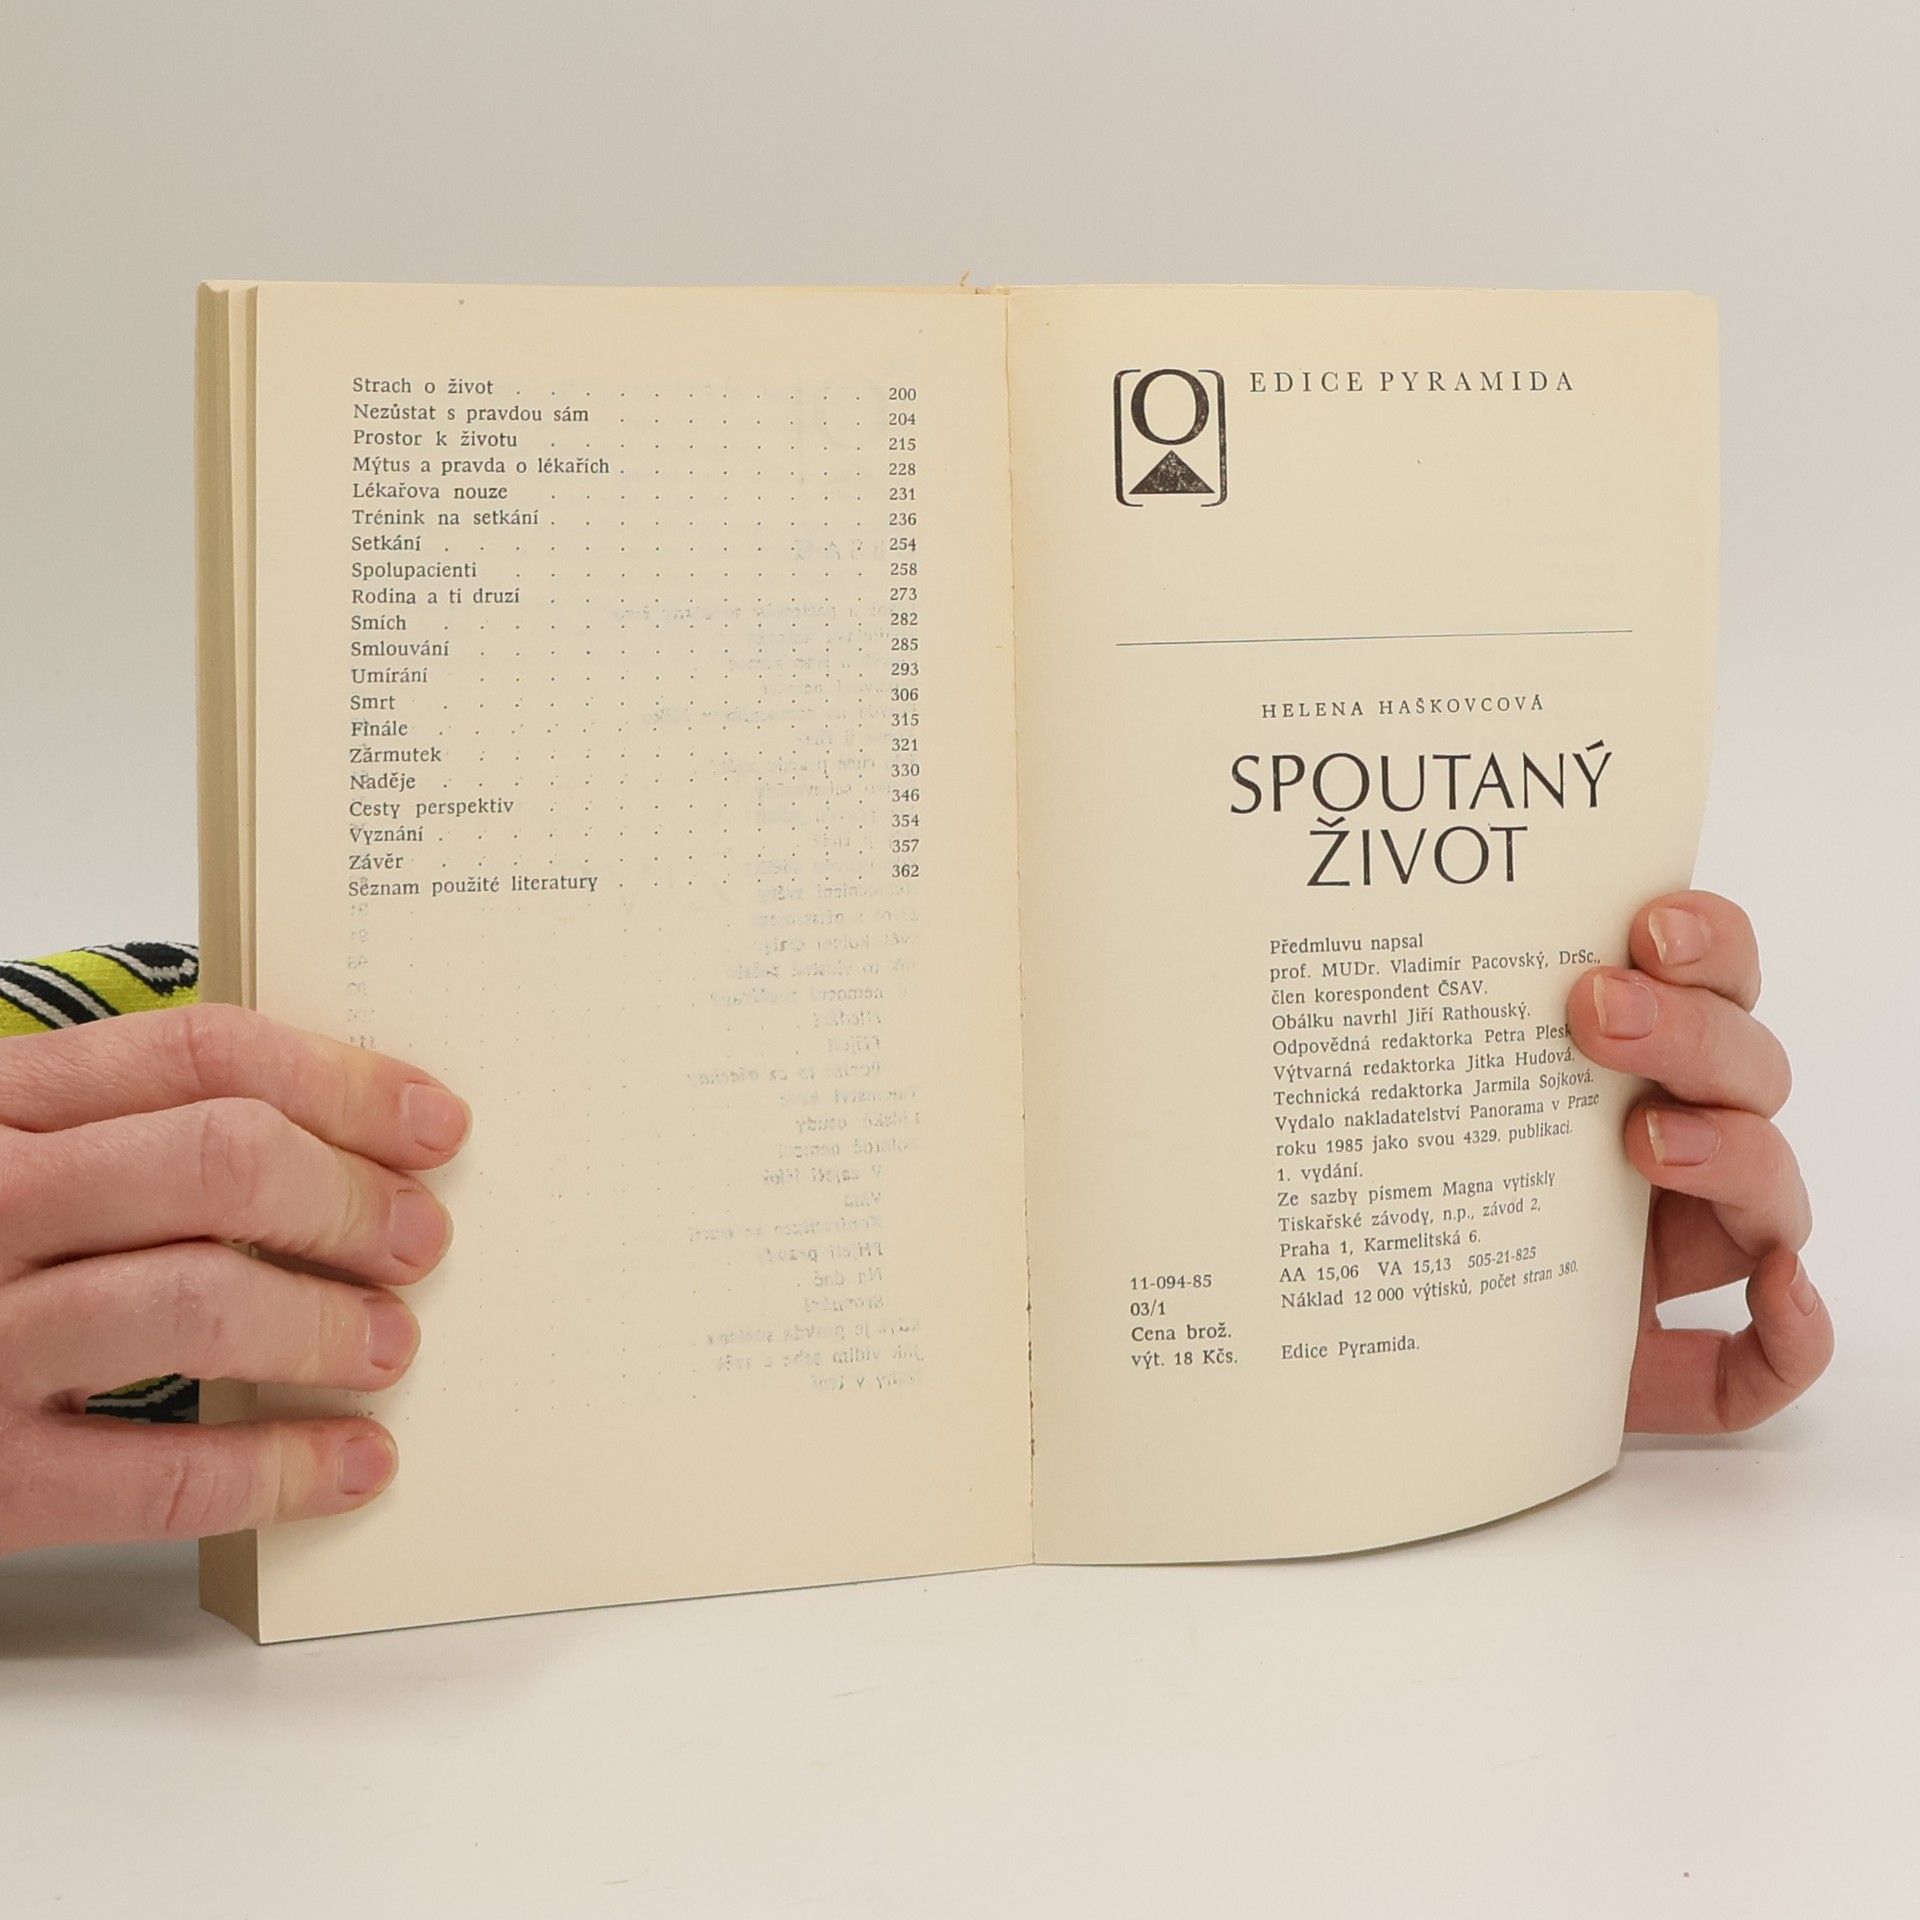 Strach o život . . . . . . . . . . . 200
Nezůstat s pravdou sám . . . . . . . . 204
Prostor k životu . . . . . . . . . . 215
Mýtus a pravda o lékařích . . . . . . . . 228
Lékařova nouze . . . . . . . . . . 231
Trénink na setkání . . . . . . . . . . 236
Setkání . . . . . . . . . . . . . 254
Spolupacienti . . . . . . . . . . . 258
Rodina a ti druzí . . . . . . . . . . 273
Smích . . . . . . . . . . . . . 282
Smlouvání . . . . . . . . . . . . 285
Umírání . . . . . . . . . . . . 293
Smrt . . . . . . . . . . . . . 306
Finále . . . . . . . . . . . . . 315
Zármutek . . . . . . . . . . . . 321
Naděje . . . . . . . . . . . . . 330
Cesty perspektiv . . . . . . . . . . 346
Vyznání . . . . . . . . . . . . . 354
Závěr . . . . . . . . . . . . . 357
Seznam použité literatury . . . . . . . . 362
EDICE PYRAMIDA
HELENA HAŠKOVCOVÁ
SPOUTANÝ
ŽIVOT
Předmluvu napsal
prof. MUDr. Vladimír Pacovský, DrSc.,
člen korespondent ČSAV.
Obálku navrhl Jiří Rathouský.
Odpovědná redaktorka Petra
Výtvarná redaktorka Jitka Hudová.
Technická redaktorka Jarmila Sojková.
Vydalo nakladatelství Panorama v Praze
roku 1985 jako svou 4329. publikaci.
1. vydání.
Ze sazby písmem Magna vytiskly
Tiskařské závody, n.p., závod 2,
Praha 1, Karmelitská 6.
AA 15,06 VA 15,13 505-21-825
Náklad 12 000 výtisků, počet stran 380.
11-094-85
03/1
Cena brož.
výt. 18 Kčs.
Edice Pyramida.